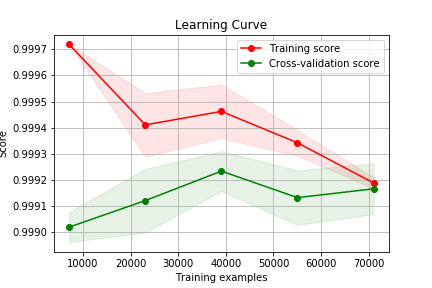 Learning Curve
Training score
Cross-validation score
0.9997
0.9996
0.9995
0.9994
0.9993
0.9992
0.9991
0.9990
Score
10000 20000 30000 40000 50000 60000 70000
Training examples